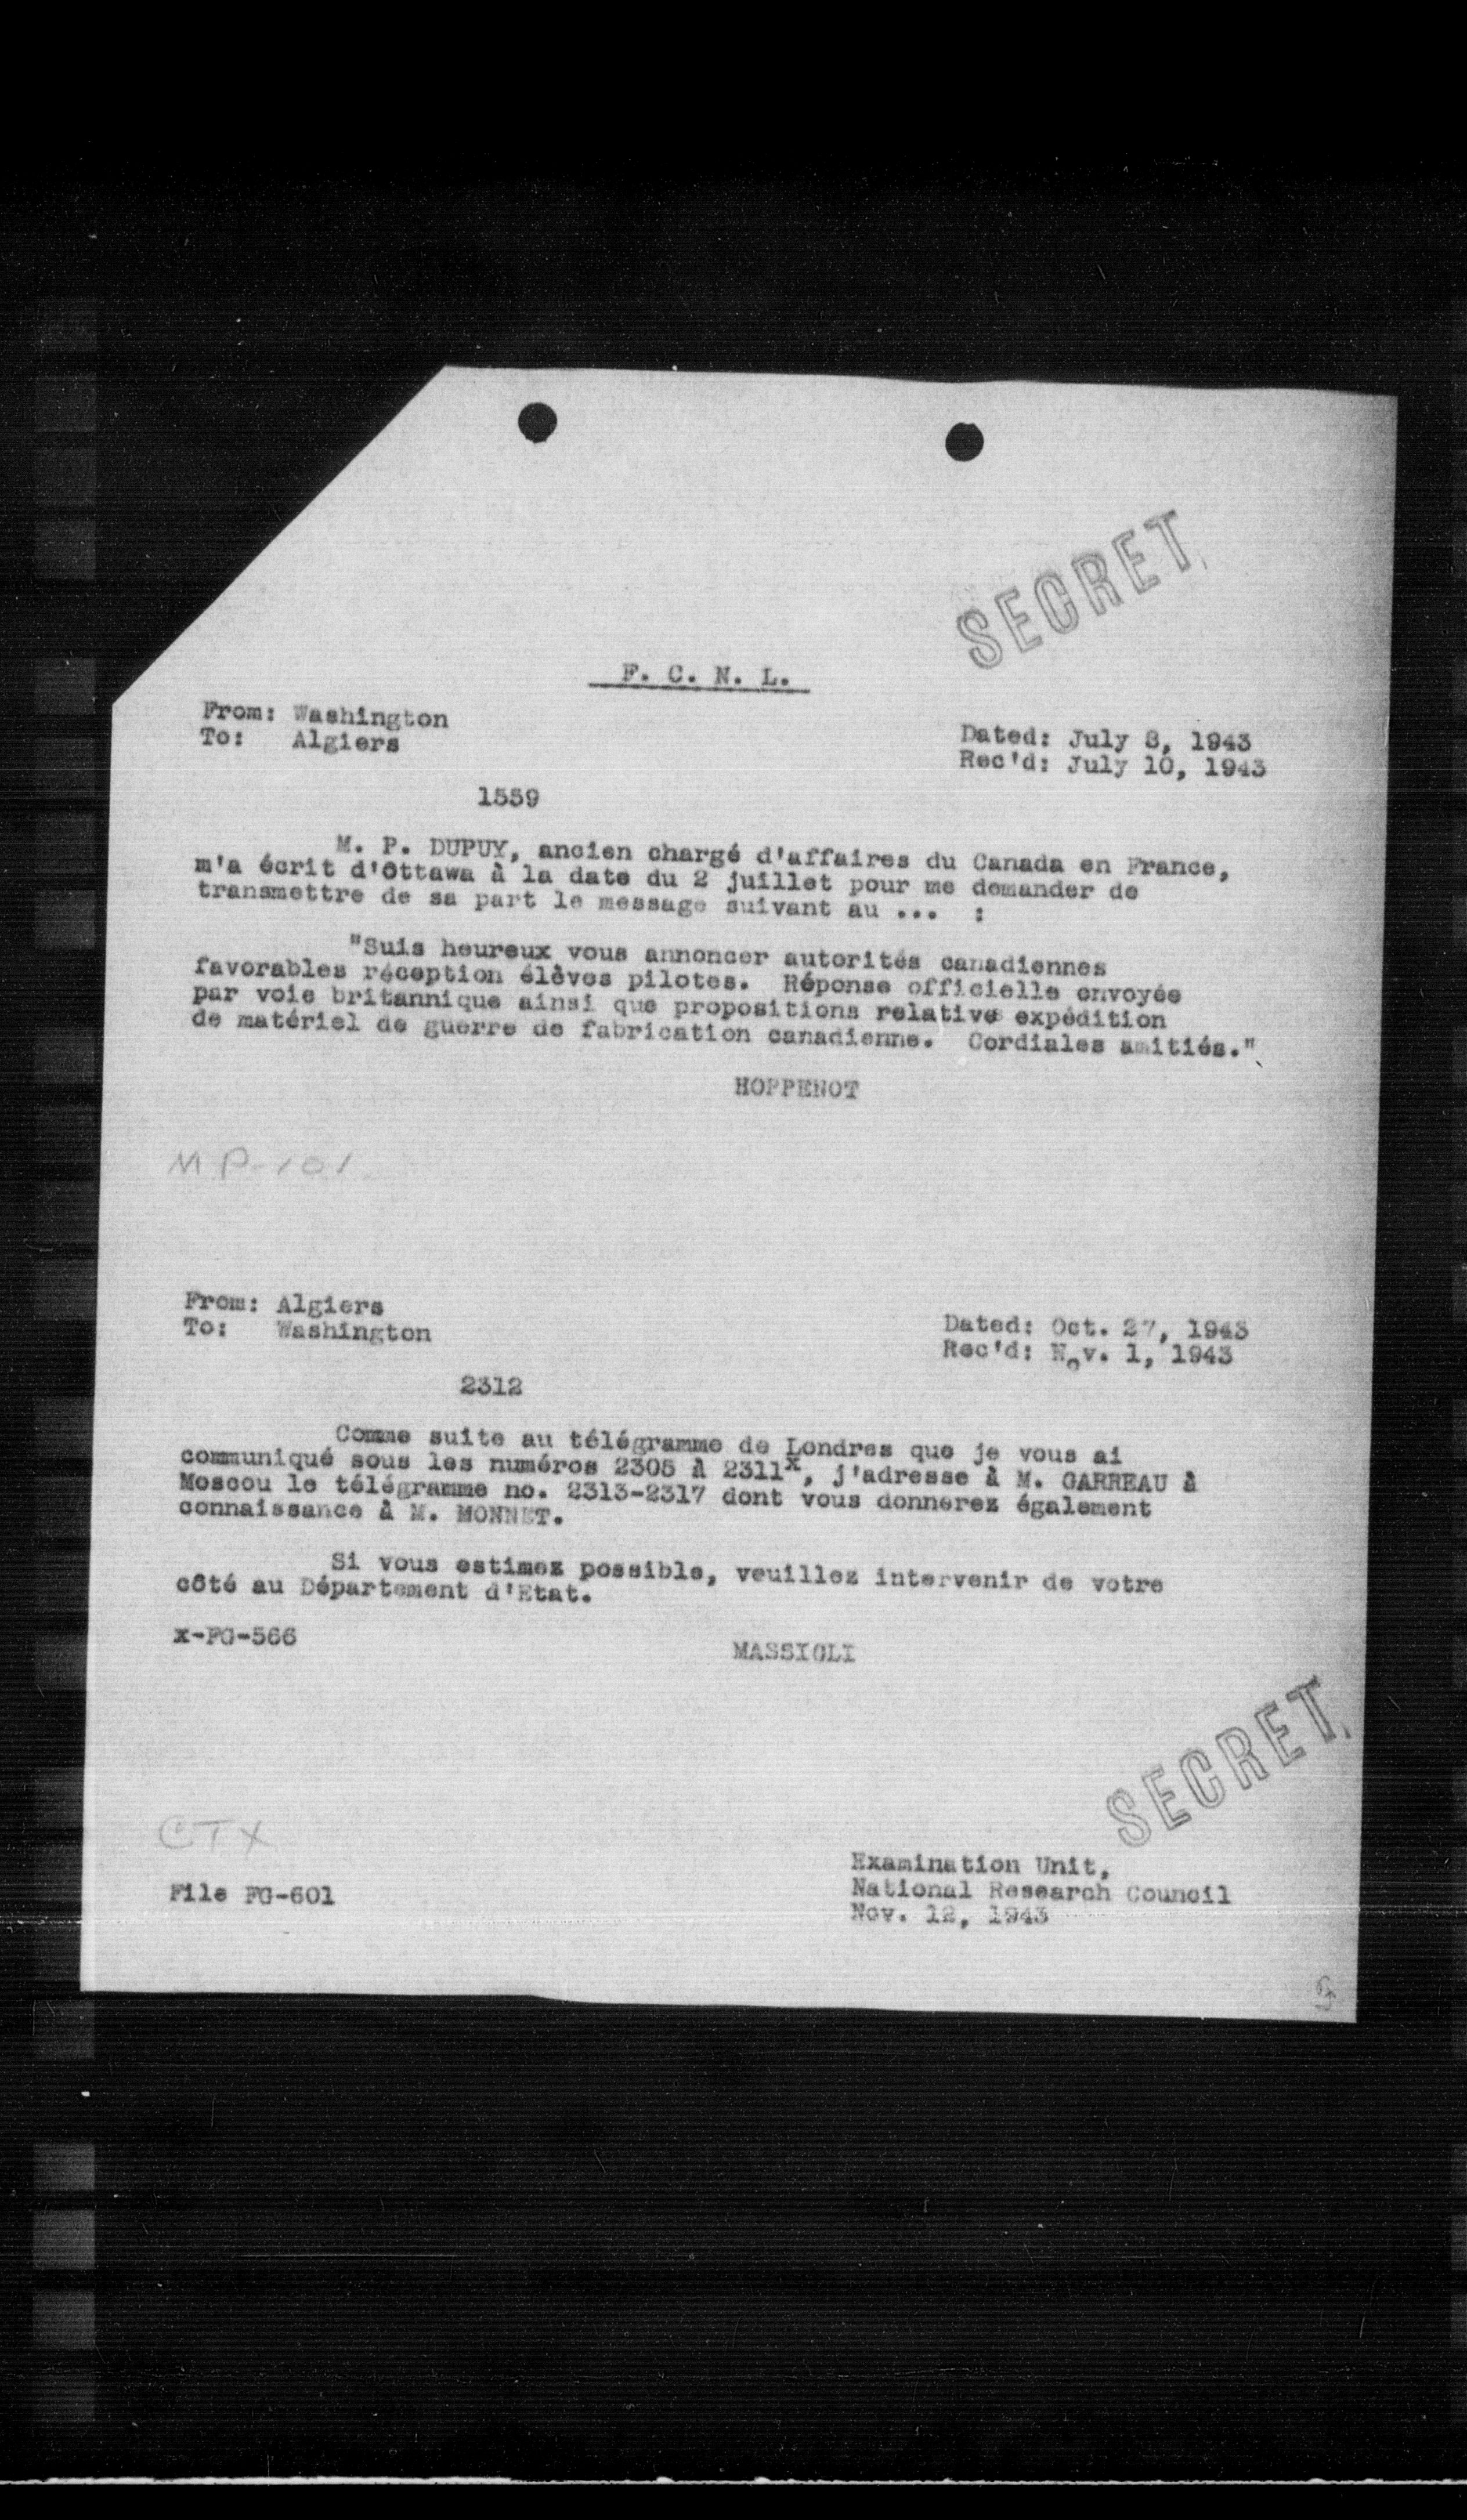 SECRET
F. C. N. L.
From: Washington
To: Algiers
Dated: July 8, 1943
Rec'd: July 10, 1943
1559
M. P. DUPUY, ancien chargé d'affaires du Canada en France,
m'a écrit d'Ottawa à la date du 2 juillet pour me demander de
transmettre de sa part le message suivant au ... :
"Suis heureux vous annoncer autorités canadiennes
favorables réception élèves pilotes. Réponse officielle envoyée
par voie britannique ainsi que propositions relatives expédition
de matériel de guerre de fabrication canadienne. Cordiales amitiés."
HOPPENOT
MP-101
From: Algiers
To: Washington
Dated: Oct. 27, 1943
Rec'd: Nov. 1, 1943
2312
Comme suite au télégramme de Londres que je vous ai
communiqué sous les numéros 2305 à 2311x, j'adresse à M. GARREAU à
Moscou le télégramme no. 2313-2317 dont vous donnerez également
connaissance à M. MONNET.
Si vous estimez possible, veuillez intervenir de votre
côté au Département d'Etat.
x-FG-566
MASSIGLI
SECRET
CTX
File FG-601
Examination Unit,
National Research Council
Nov. 12, 1943